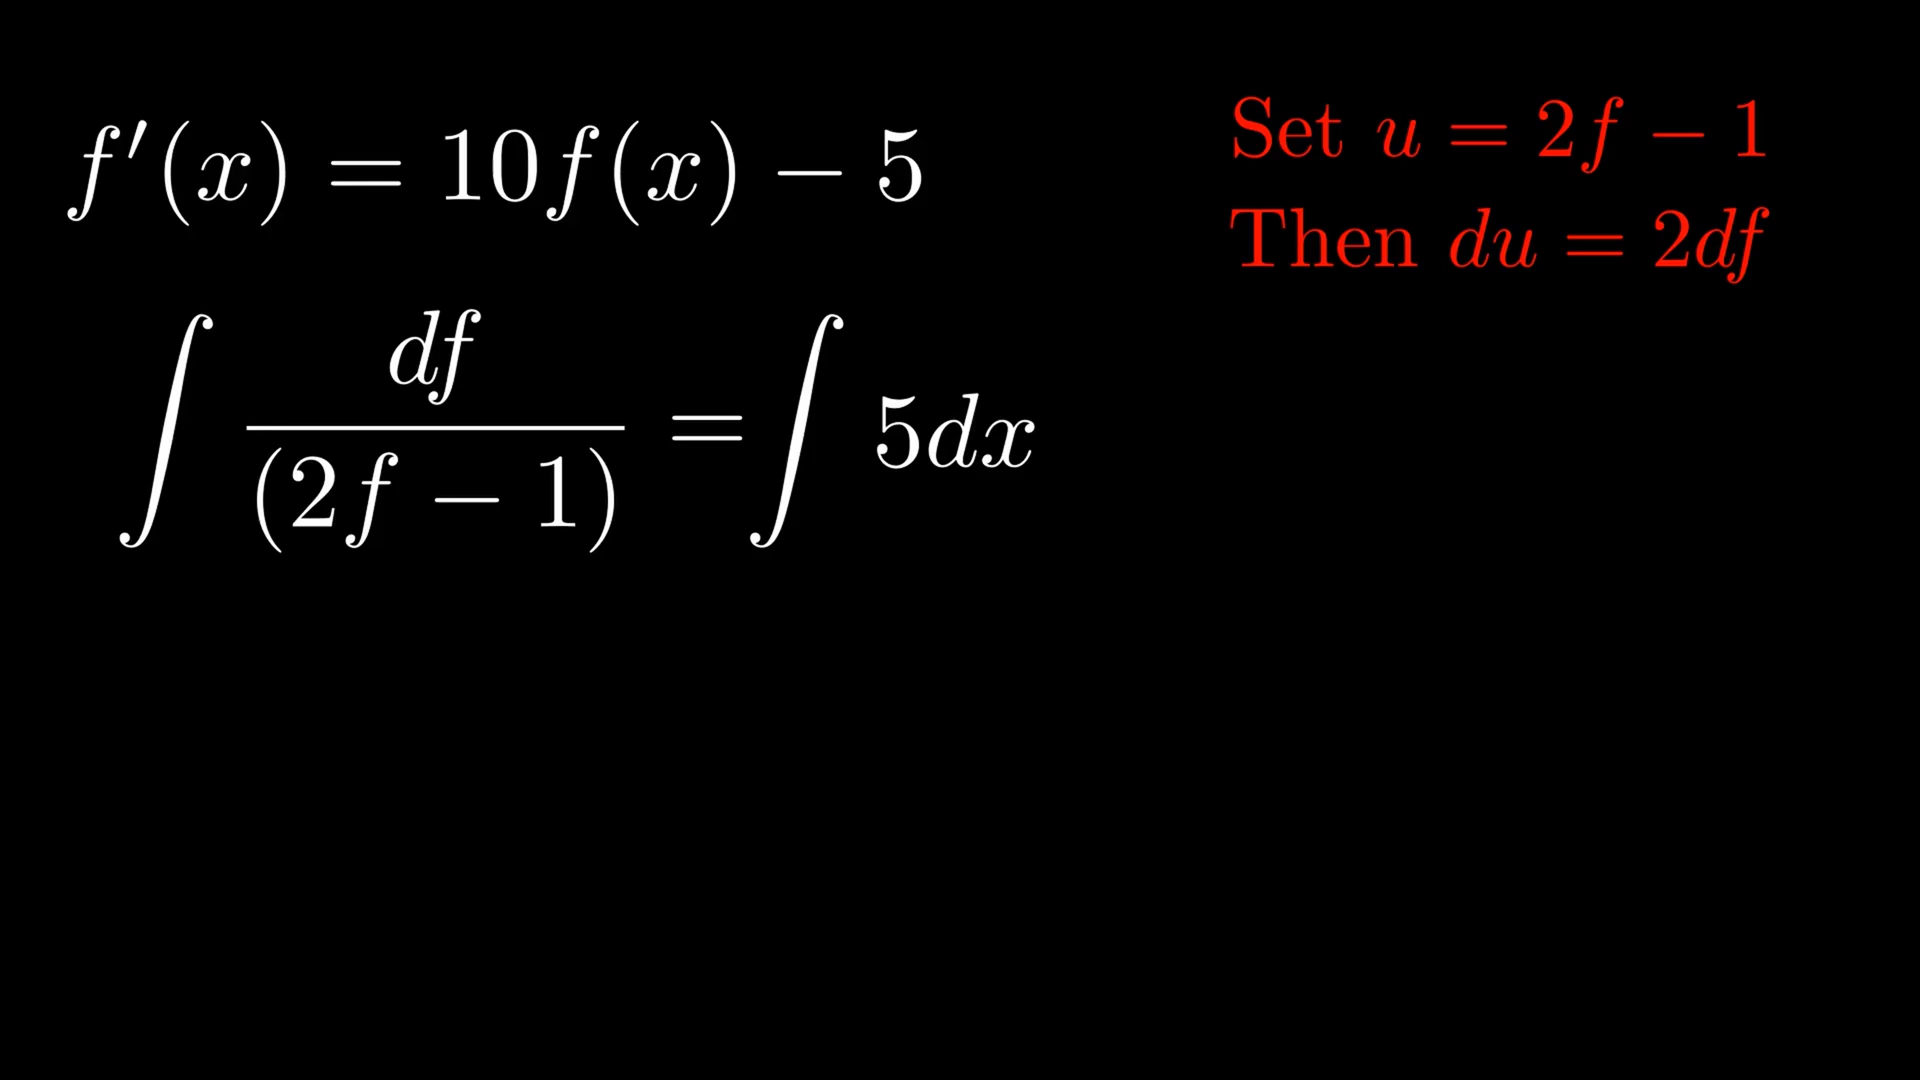 f′(x) = 10f(x) − 5
Set u = 2f − 1
Then du = 2df
∫ df/(2f − 1) = ∫ 5dx